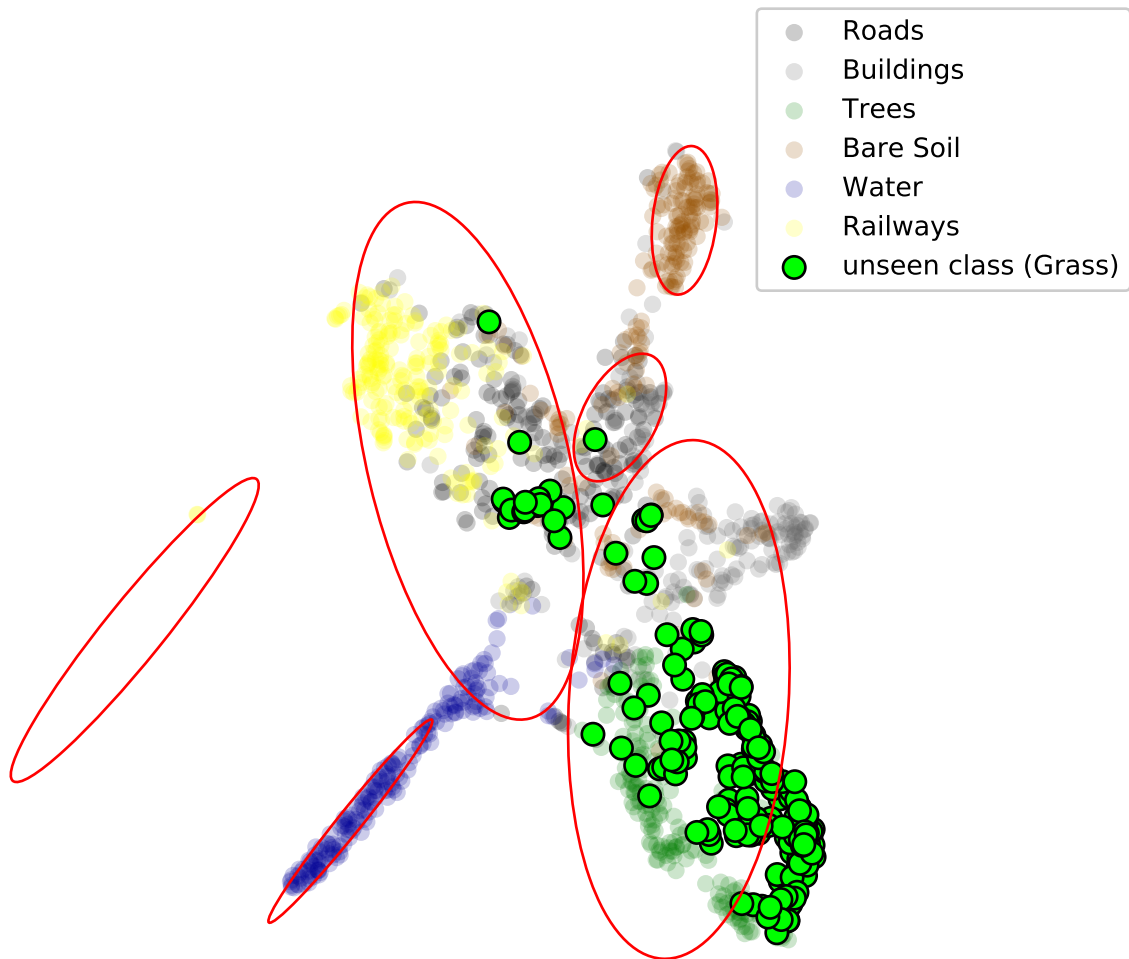 Roads
Buildings
Trees
Bare Soil
Water
Railways
unseen class (Grass)